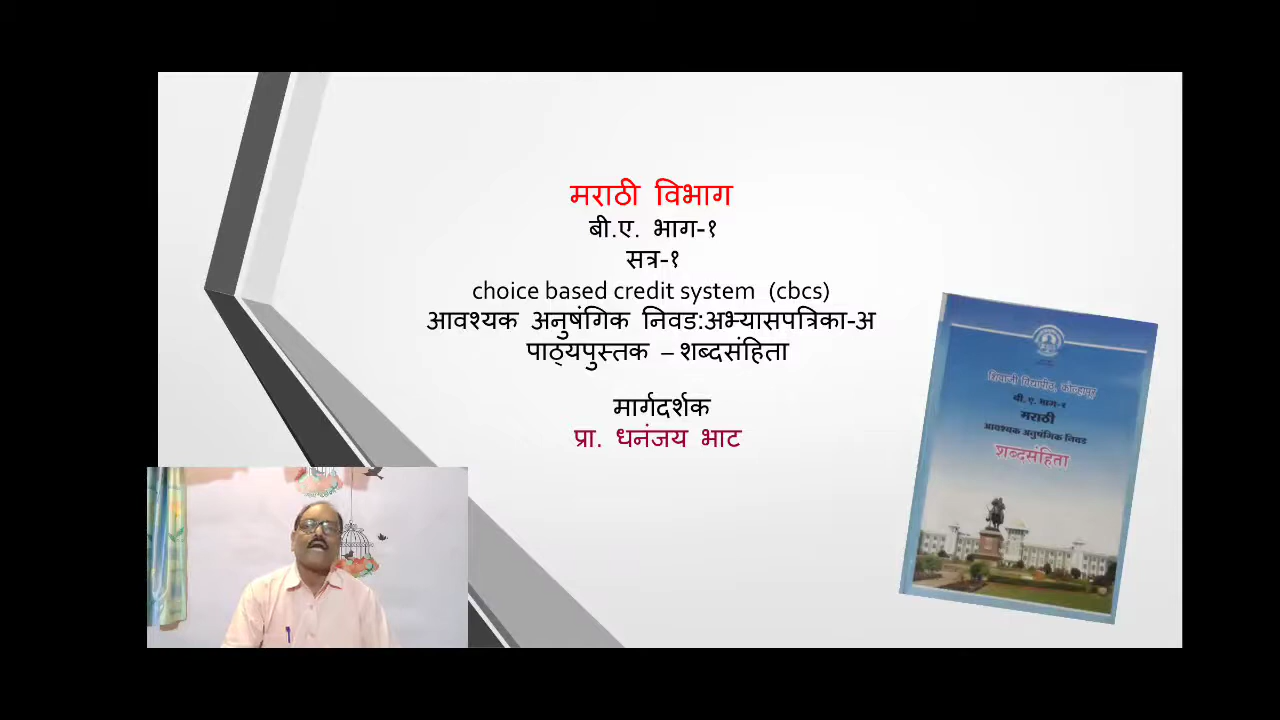 मराठी विभाग
बी.ए. भाग-१
सत्र-१
choice based credit system (cbcs)
आवश्यक अनुषंगिक निवड:अभ्यासपत्रिका-अ
पाठ्यपुस्तक – शब्दसंहिता
मार्गदर्शक
प्रा. धनंजय भाट
शिवाजी विद्यापीठ, कोल्हापूर
बी. ए. भाग-१
मराठी
आवश्यक अनुषंगिक निवड
शब्दसंहिता